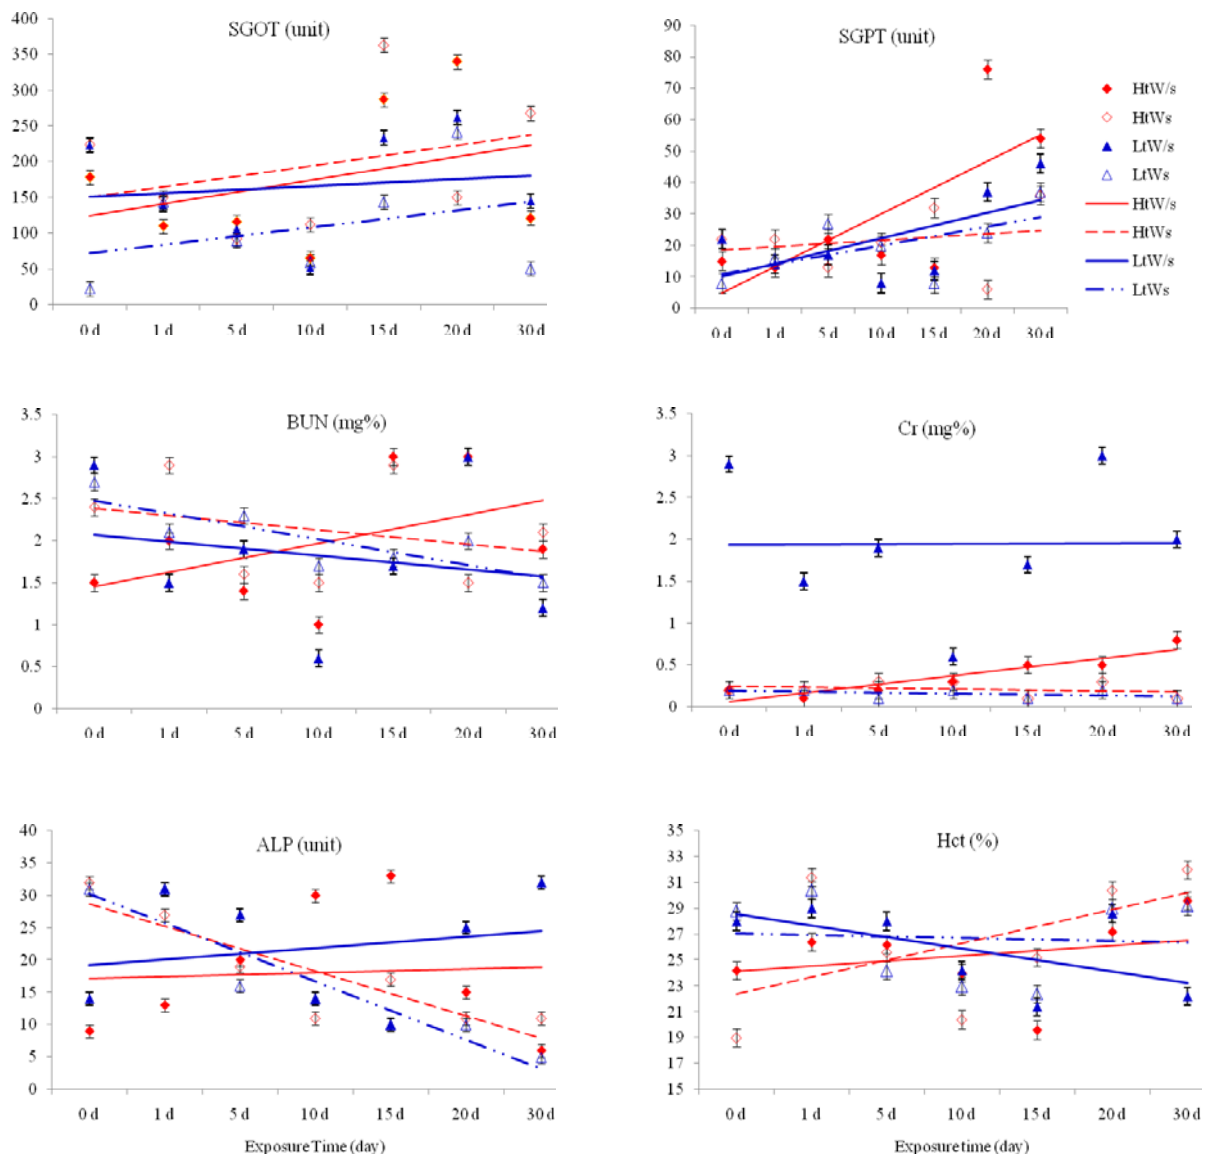 SGOT (unit)
400
350
300
250
200
150
100
50
0
0 d 1 d 5 d 10 d 15 d 20 d 30 d
SGPT (unit)
90
80
70
60
50
40
30
20
10
0
0 d 1 d 5 d 10 d 15 d 20 d 30 d
HtW/s
HtWs
LtW/s
LtWs
HtW/s
HtWs
LtW/s
LtWs
BUN (mg%)
3.5
3
2.5
2
1.5
1
0.5
0
0 d 1 d 5 d 10 d 15 d 20 d 30 d
Cr (mg%)
3.5
3
2.5
2
1.5
1
0.5
0
0 d 1 d 5 d 10 d 15 d 20 d 30 d
ALP (unit)
40
35
30
25
20
15
10
5
0
0 d 1 d 5 d 10 d 15 d 20 d 30 d
Exposure Time (day)
Hct (%)
35
33
31
29
27
25
23
21
19
17
15
0 d 1 d 5 d 10 d 15 d 20 d 30 d
Exposure time (day)